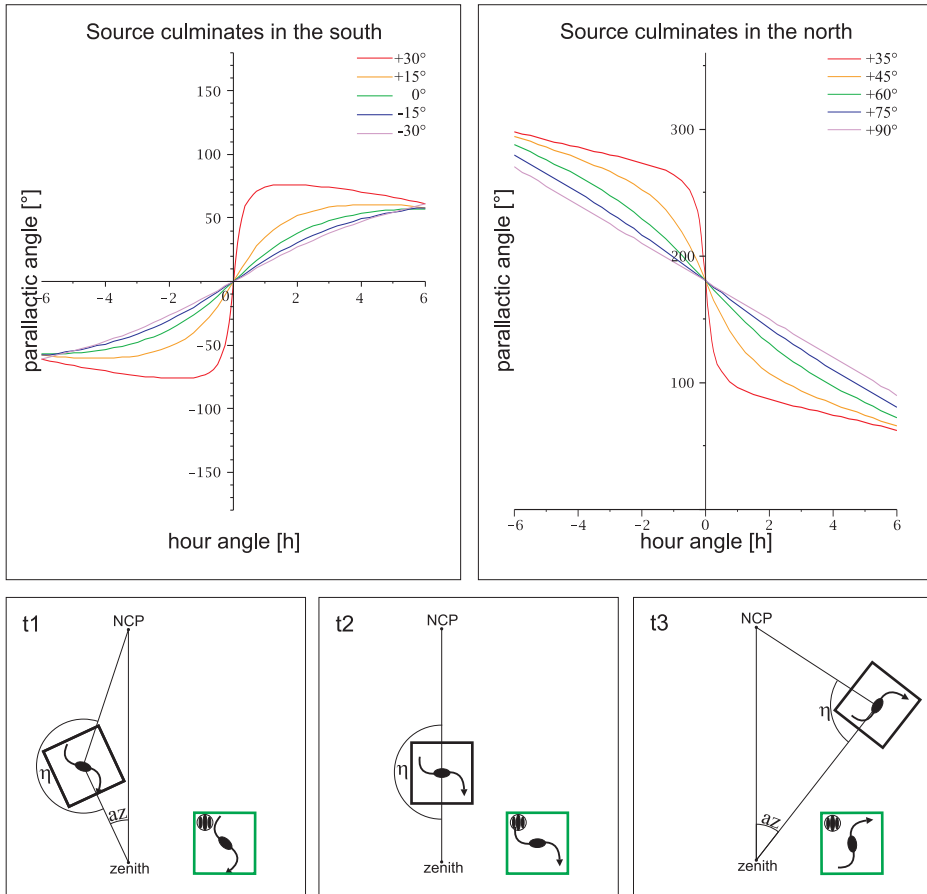 Source culminates in the south
+30°
+15°
0°
-15°
-30°
150
100
50
-6
-4
-2
0
2
4
6
-50
-100
-150
parallactic angle [°]
hour angle [h]
Source culminates in the north
+35°
+45°
+60°
+75°
+90°
300
200
100
-6
-4
-2
0
2
4
6
parallactic angle [°]
hour angle [h]
t1
NCP
η
az
zenith
t2
NCP
η
zenith
t3
NCP
η
az
zenith